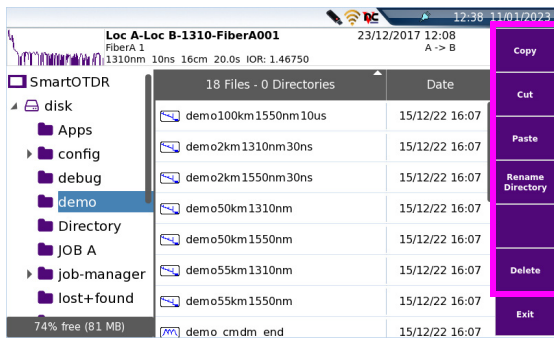 12:38 11/01/2023
Loc A-Loc B-1310-FiberA001 23/12/2017 12:08
FiberA 1 A -> B
1310nm 10ns 16cm 20.0s IOR: 1.46750
SmartOTDR
disk
Apps
config
debug
demo
Directory
JOB A
job-manager
lost+found
74% free (81 MB)
18 Files - 0 Directories Date
demo100km1550nm10us 15/12/22 16:07
demo2km1310nm30ns 15/12/22 16:07
demo2km1550nm30ns 15/12/22 16:07
demo50km1310nm 15/12/22 16:07
demo50km1550nm 15/12/22 16:07
demo55km1310nm 15/12/22 16:07
demo55km1550nm 15/12/22 16:07
demo_cmdm_end 15/12/22 16:07
Copy
Cut
Paste
Rename
Directory
Delete
Exit